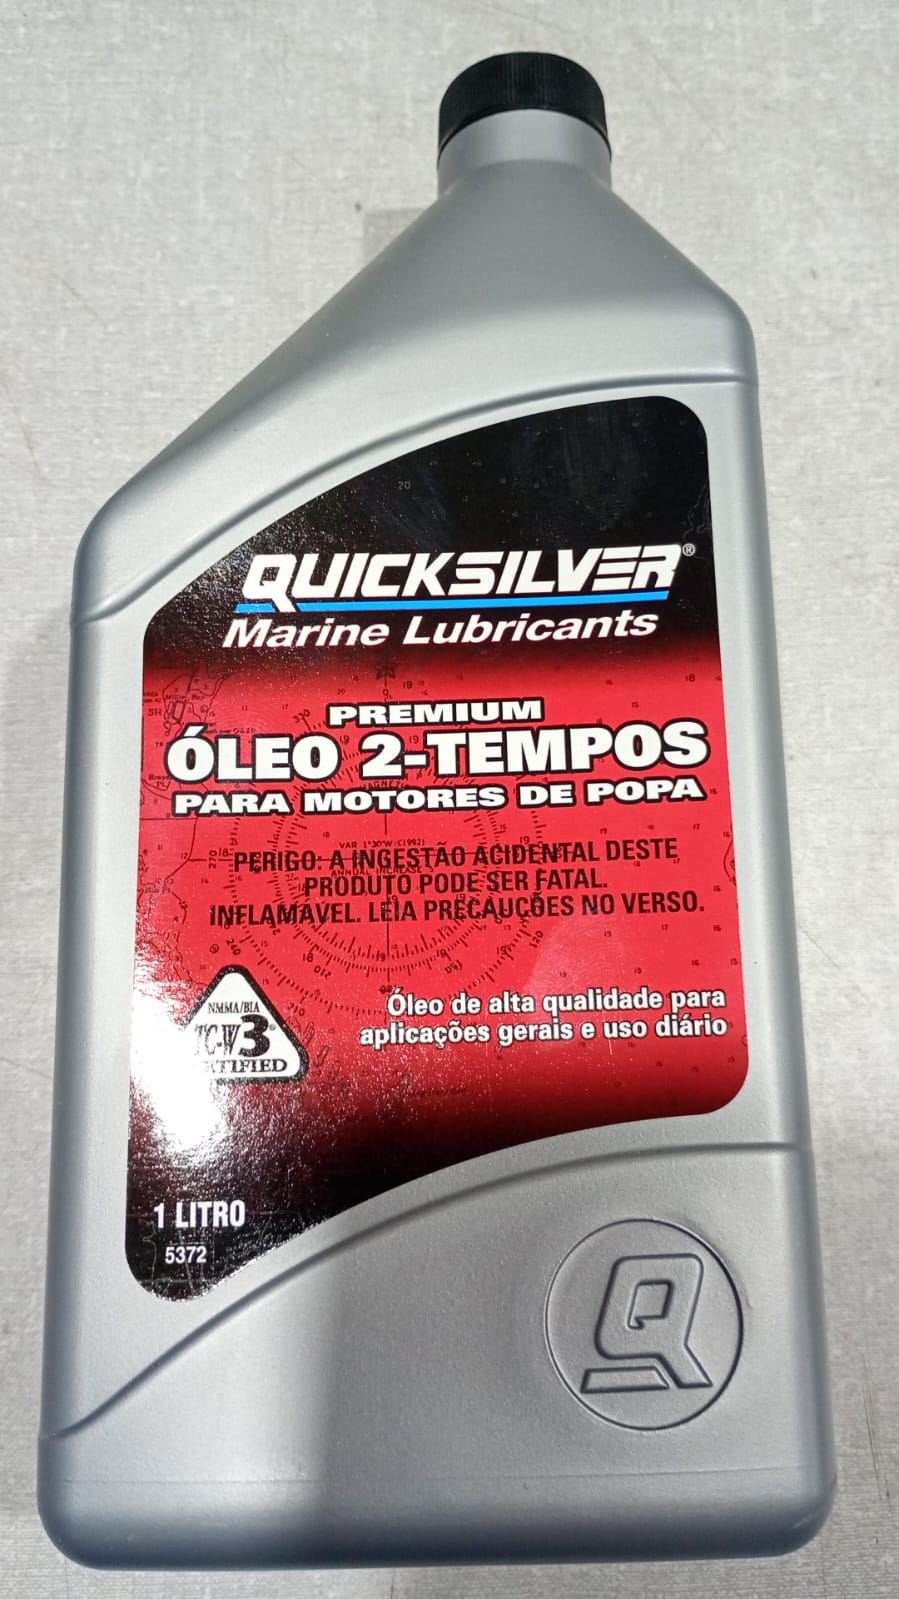 QUICKSILVER®
Marine Lubricants
PREMIUM
ÓLEO 2-TEMPOS
PARA MOTORES DE POPA
PERIGO: A INGESTÃO ACIDENTAL DESTE
PRODUTO PODE SER FATAL.
INFLAMÁVEL. LEIA PRECAUÇÕES NO VERSO.
NMMA/BIA
TC-W3®
CERTIFIED
Óleo de alta qualidade para
aplicações gerais e uso diário
1 LITRO
5372
Q